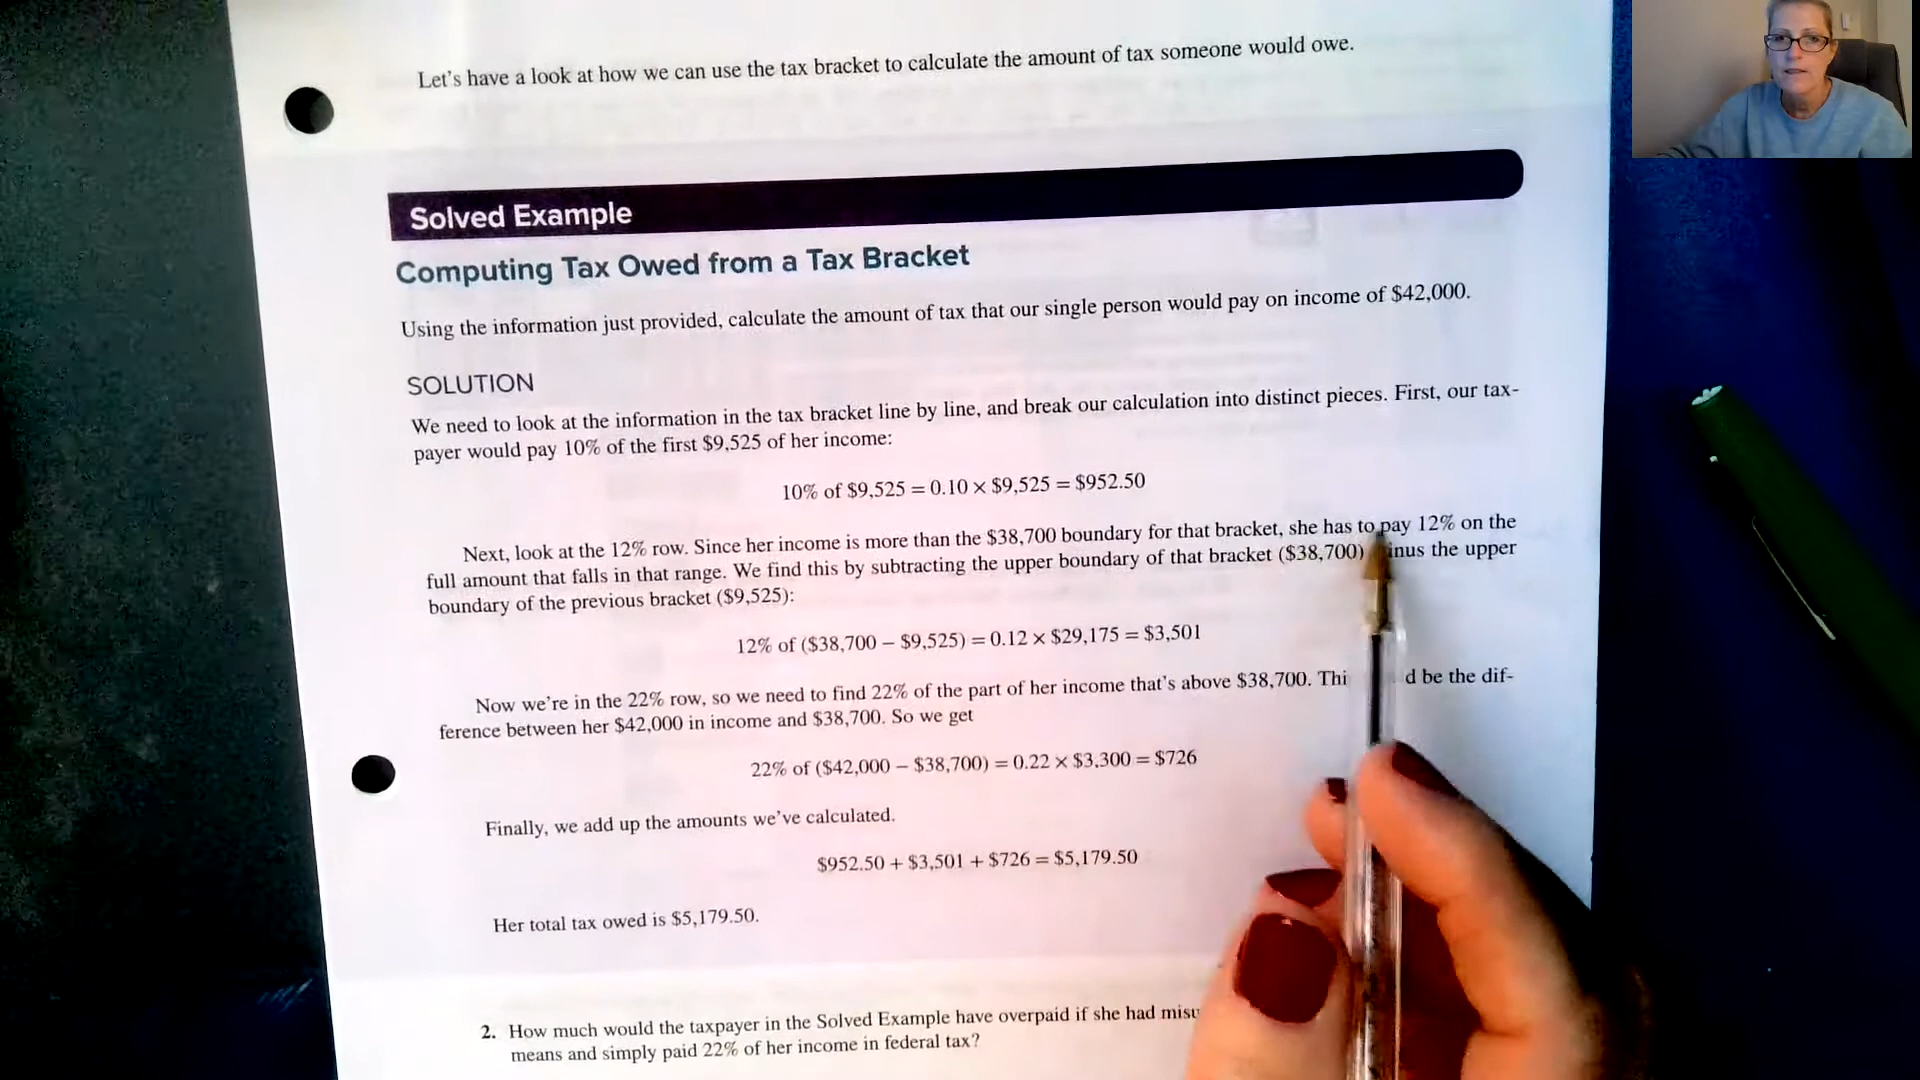 Let's have a look at how we can use the tax bracket to calculate the amount of tax someone would owe.
Solved Example
Computing Tax Owed from a Tax Bracket
Using the information just provided, calculate the amount of tax that our single person would pay on income of $42,000.
SOLUTION
We need to look at the information in the tax bracket line by line, and break our calculation into distinct pieces. First, our tax-
payer would pay 10% of the first $9,525 of her income:
10% of $9,525 = 0.10 × $9,525 = $952.50
Next, look at the 12% row. Since her income is more than the $38,700 boundary for that bracket, she has to pay 12% on the
full amount that falls in that range. We find this by subtracting the upper boundary of that bracket ($38,700) inus the upper
boundary of the previous bracket ($9,525):
12% of ($38,700 – $9,525) = 0.12 × $29,175 = $3,501
Now we're in the 22% row, so we need to find 22% of the part of her income that's above $38,700. Thi d be the dif-
ference between her $42,000 in income and $38,700. So we get
22% of ($42,000 – $38,700) = 0.22 × $3,300 = $726
Finally, we add up the amounts we've calculated.
$952.50 + $3,501 + $726 = $5,179.50
Her total tax owed is $5,179.50.
2. How much would the taxpayer in the Solved Example have overpaid if she had misu
means and simply paid 22% of her income in federal tax?